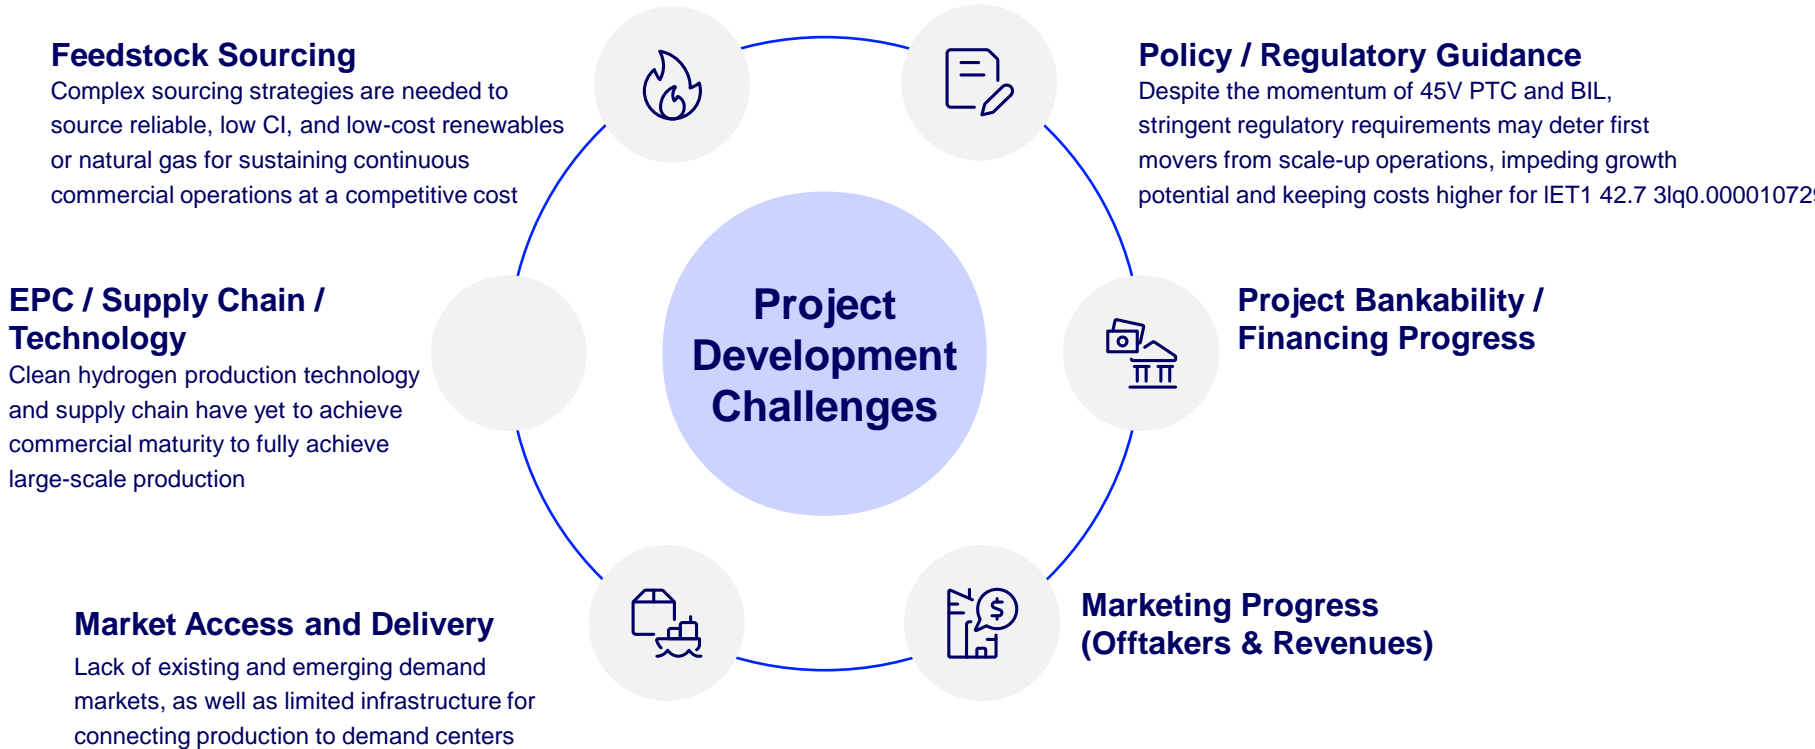 Feedstock Sourcing
Complex sourcing strategies are needed to
source reliable, low CI, and low-cost renewables
or natural gas for sustaining continuous
commercial operations at a competitive cost
Policy / Regulatory Guidance
Despite the momentum of 45V PTC and BIL,
stringent regulatory requirements may deter first
movers from scale-up operations, impeding growth
potential and keeping costs higher for lET1 42.7 3lq0.000010729
EPC / Supply Chain /
Technology
Clean hydrogen production technology
and supply chain have yet to achieve
commercial maturity to fully achieve
large-scale production
Project
Development
Challenges
Project Bankability /
Financing Progress
Market Access and Delivery
Lack of existing and emerging demand
markets, as well as limited infrastructure for
connecting production to demand centers
$
Marketing Progress
(Offtakers & Revenues)